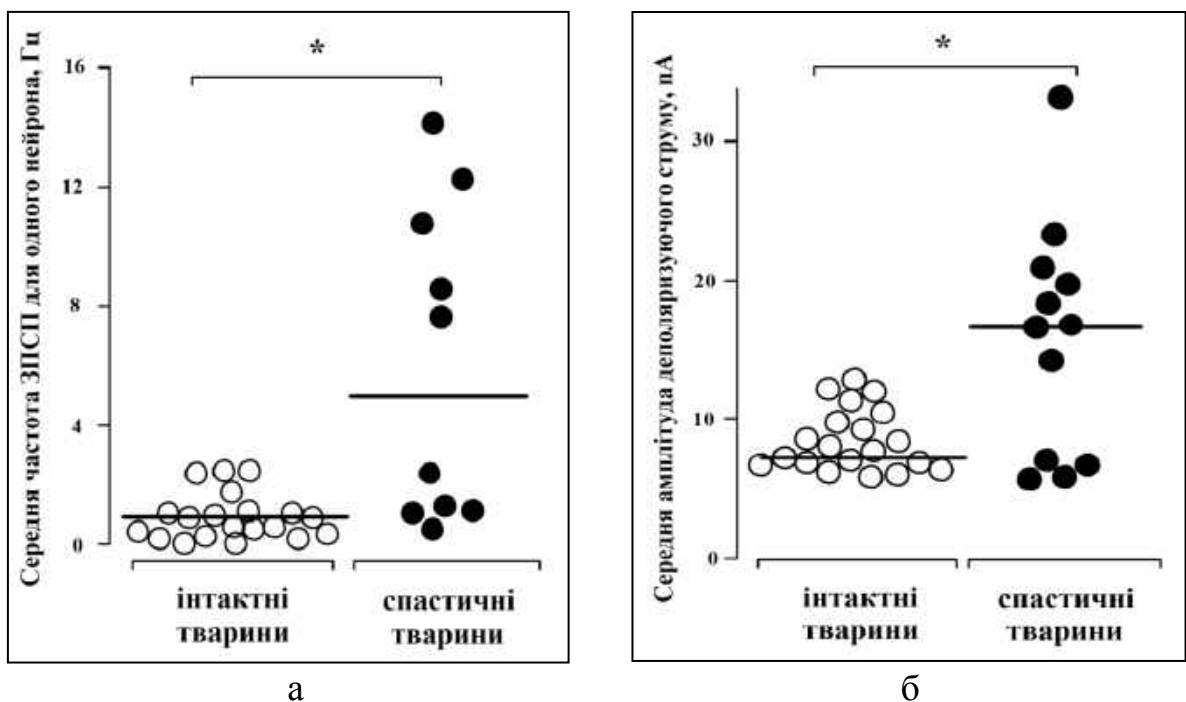 Середня частота ЗПСП для одного нейрона, Гц
16
12
8
4
0
*
інтактні
тварини
спастичні
тварини
а
Середня амплітуда деполяризуючого струму, пА
30
20
10
0
*
інтактні
тварини
спастичні
тварини
б